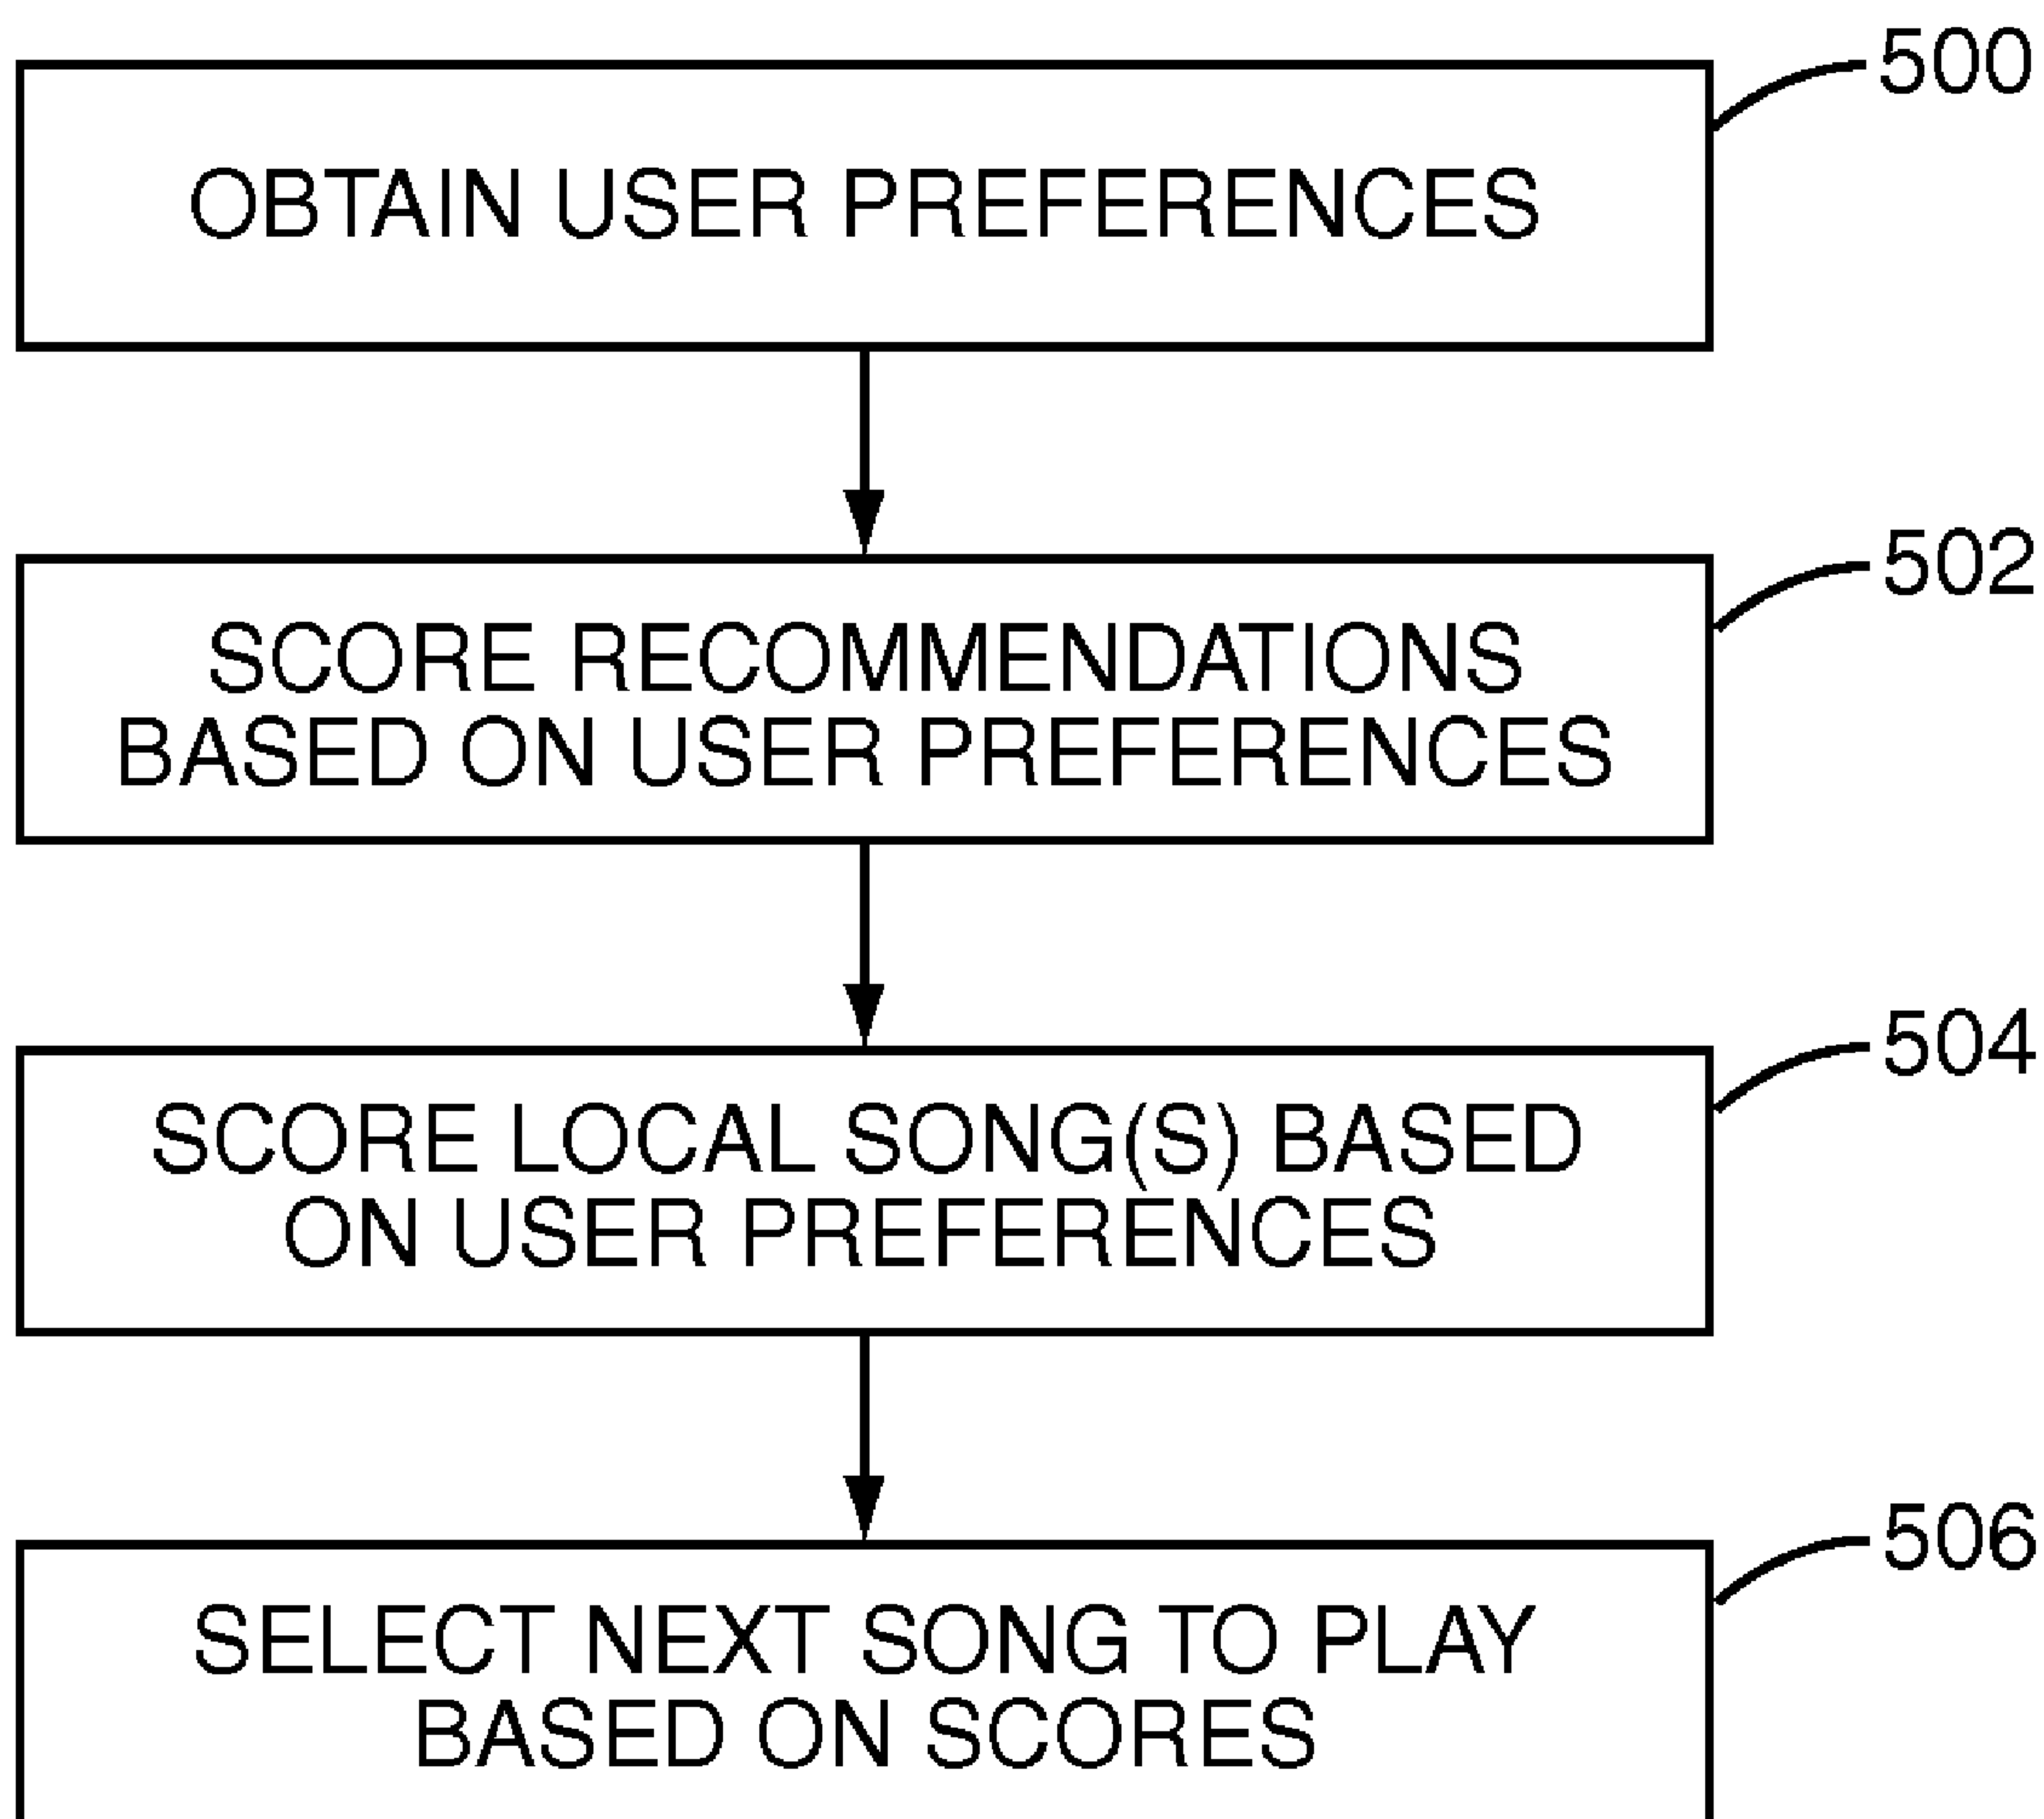 500
OBTAIN USER PREFERENCES
502
SCORE RECOMMENDATIONS
BASED ON USER PREFERENCES
504
SCORE LOCAL SONG(S) BASED
ON USER PREFERENCES
506
SELECT NEXT SONG TO PLAY
BASED ON SCORES